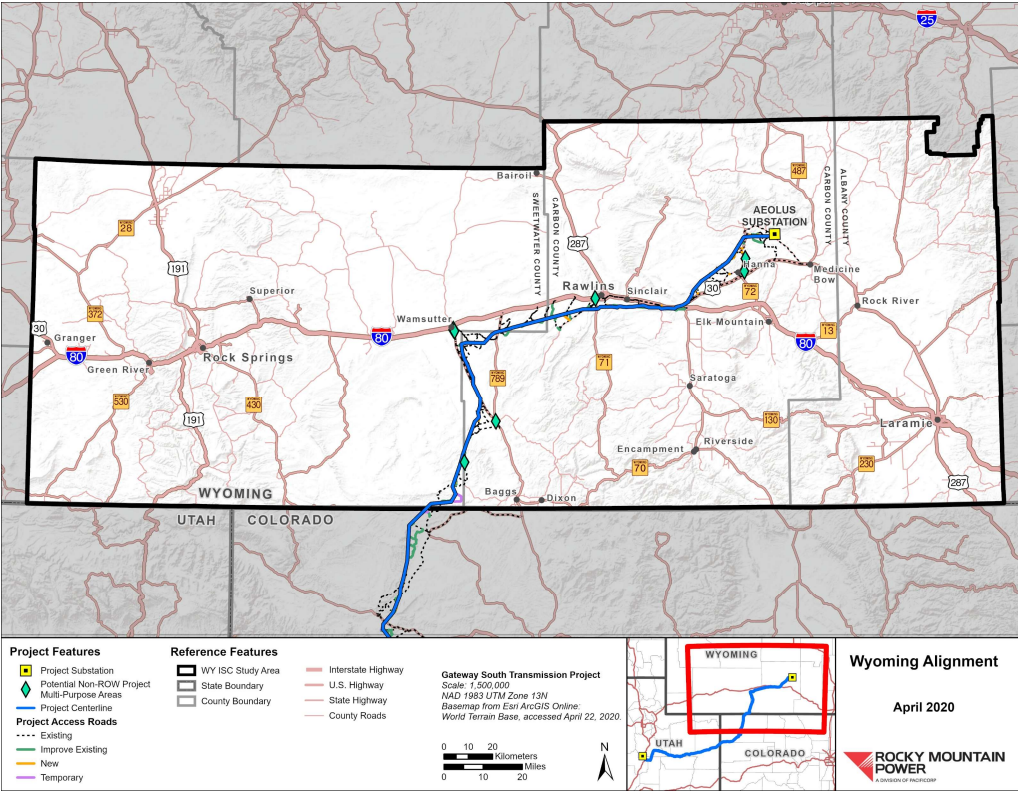 25
Bairoil
487
28
SWEETWATER COUNTY
CARBON COUNTY
CARBON COUNTY
ALBANY COUNTY
AEOLUS
SUBSTATION
287
191
Hanna
Medicine
Bow
Superior
Rawlins
Sinclair
30
72
Rock River
372
Wamsutter
Elk Mountain
13
30
Granger
80
80
80
Rock Springs
Green River
789
71
Saratoga
530
430
191
130
Laramie
Encampment
Riverside
70
230
287
WYOMING
Baggs
Dixon
UTAH
COLORADO
Project Features
Project Substation
Potential Non-ROW Project
Multi-Purpose Areas
Project Centerline
Project Access Roads
Existing
Improve Existing
New
Temporary
Reference Features
WY ISC Study Area
State Boundary
County Boundary
Interstate Highway
U.S. Highway
State Highway
County Roads
Gateway South Transmission Project
Scale: 1:500,000
NAD 1983 UTM Zone 13N
Basemap from Esri ArcGIS Online:
World Terrain Base, accessed April 22, 2020.
0 10 20
Kilometers
Miles
0 10 20
N
WYOMING
UTAH
COLORADO
Wyoming Alignment
April 2020
ROCKY MOUNTAIN
POWER
A DIVISION OF PACIFICORP